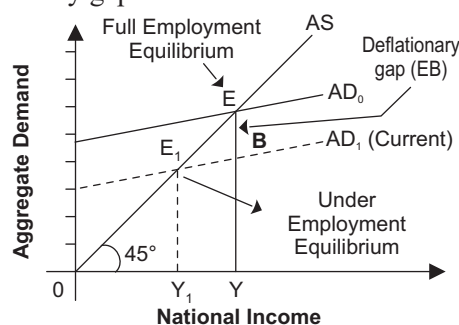 y gap
Full Employment
Equilibrium
AS
Deflationary
gap (EB)
E
AD₀
B
E₁
AD₁ (Current)
Under
Employment
Equilibrium
45°
0
Y₁
Y
National Income
Aggregate Demand